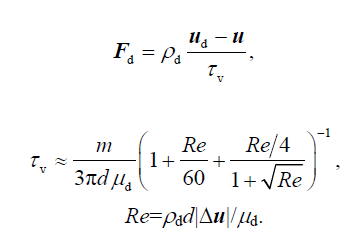 F_d = ρ_d (u_d − u)/τ_v,
τ_v ≈ m/(3πdμ_d) (1 + Re/60 + (Re/4)/(1 + √Re))^{−1},
Re=ρ_d d|Δu|/μ_d.